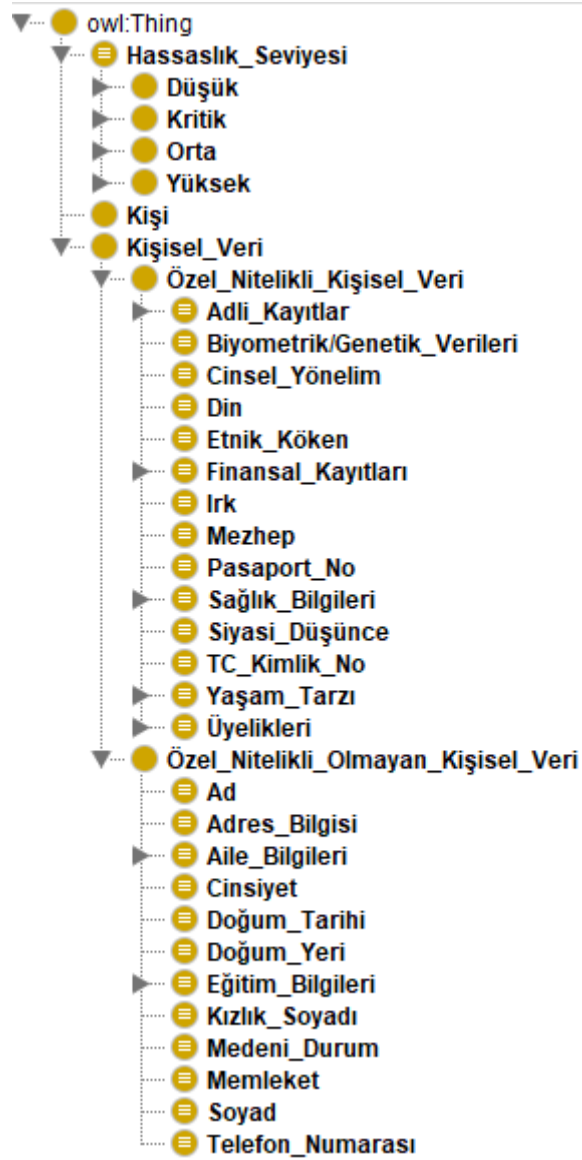 owl:Thing
Hassaslık_Seviyesi
Düşük
Kritik
Orta
Yüksek
Kişi
Kişisel_Veri
Özel_Nitelikli_Kişisel_Veri
Adli_Kayıtlar
Biyometrik/Genetik_Verileri
Cinsel_Yönelim
Din
Etnik_Köken
Finansal_Kayıtları
Irk
Mezhep
Pasaport_No
Sağlık_Bilgileri
Siyasi_Düşünce
TC_Kimlik_No
Yaşam_Tarzı
Üyelikleri
Özel_Nitelikli_Olmayan_Kişisel_Veri
Ad
Adres_Bilgisi
Aile_Bilgileri
Cinsiyet
Doğum_Tarihi
Doğum_Yeri
Eğitim_Bilgileri
Kızlık_Soyadı
Medeni_Durum
Memleket
Soyad
Telefon_Numarası